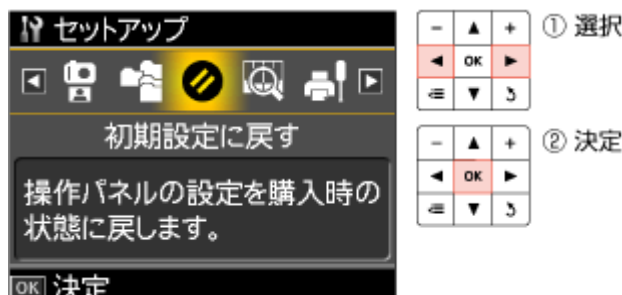 セットアップ
初期設定に戻す
操作パネルの設定を購入時の
状態に戻します。
OK 決定
- +
OK
① 選択
- +
OK
② 決定